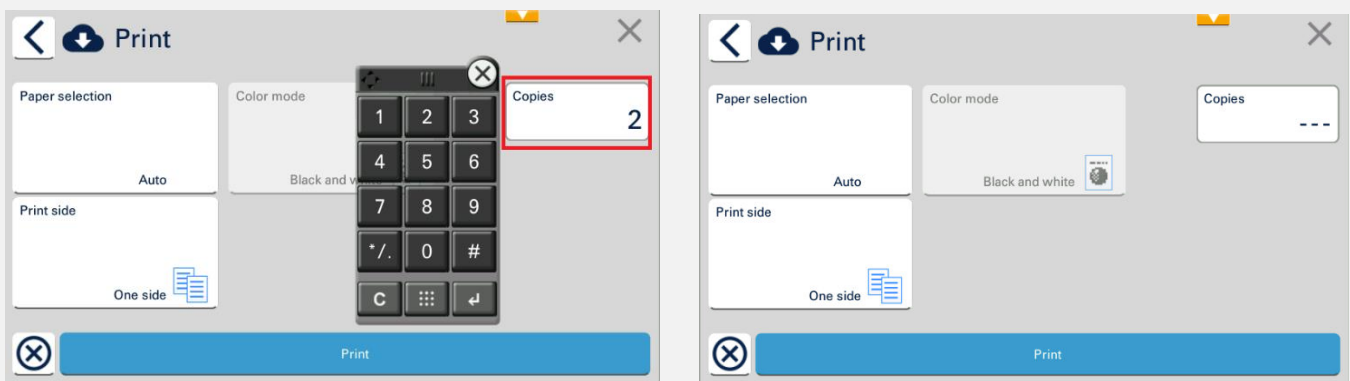 Print
Paper selection
Auto
Color mode
Black and w
Copies
2
1 2 3
4 5 6
7 8 9
*/. 0 #
C
Print side
One side
Print
Print
Paper selection
Auto
Color mode
Black and white
Copies
---
Print side
One side
Print